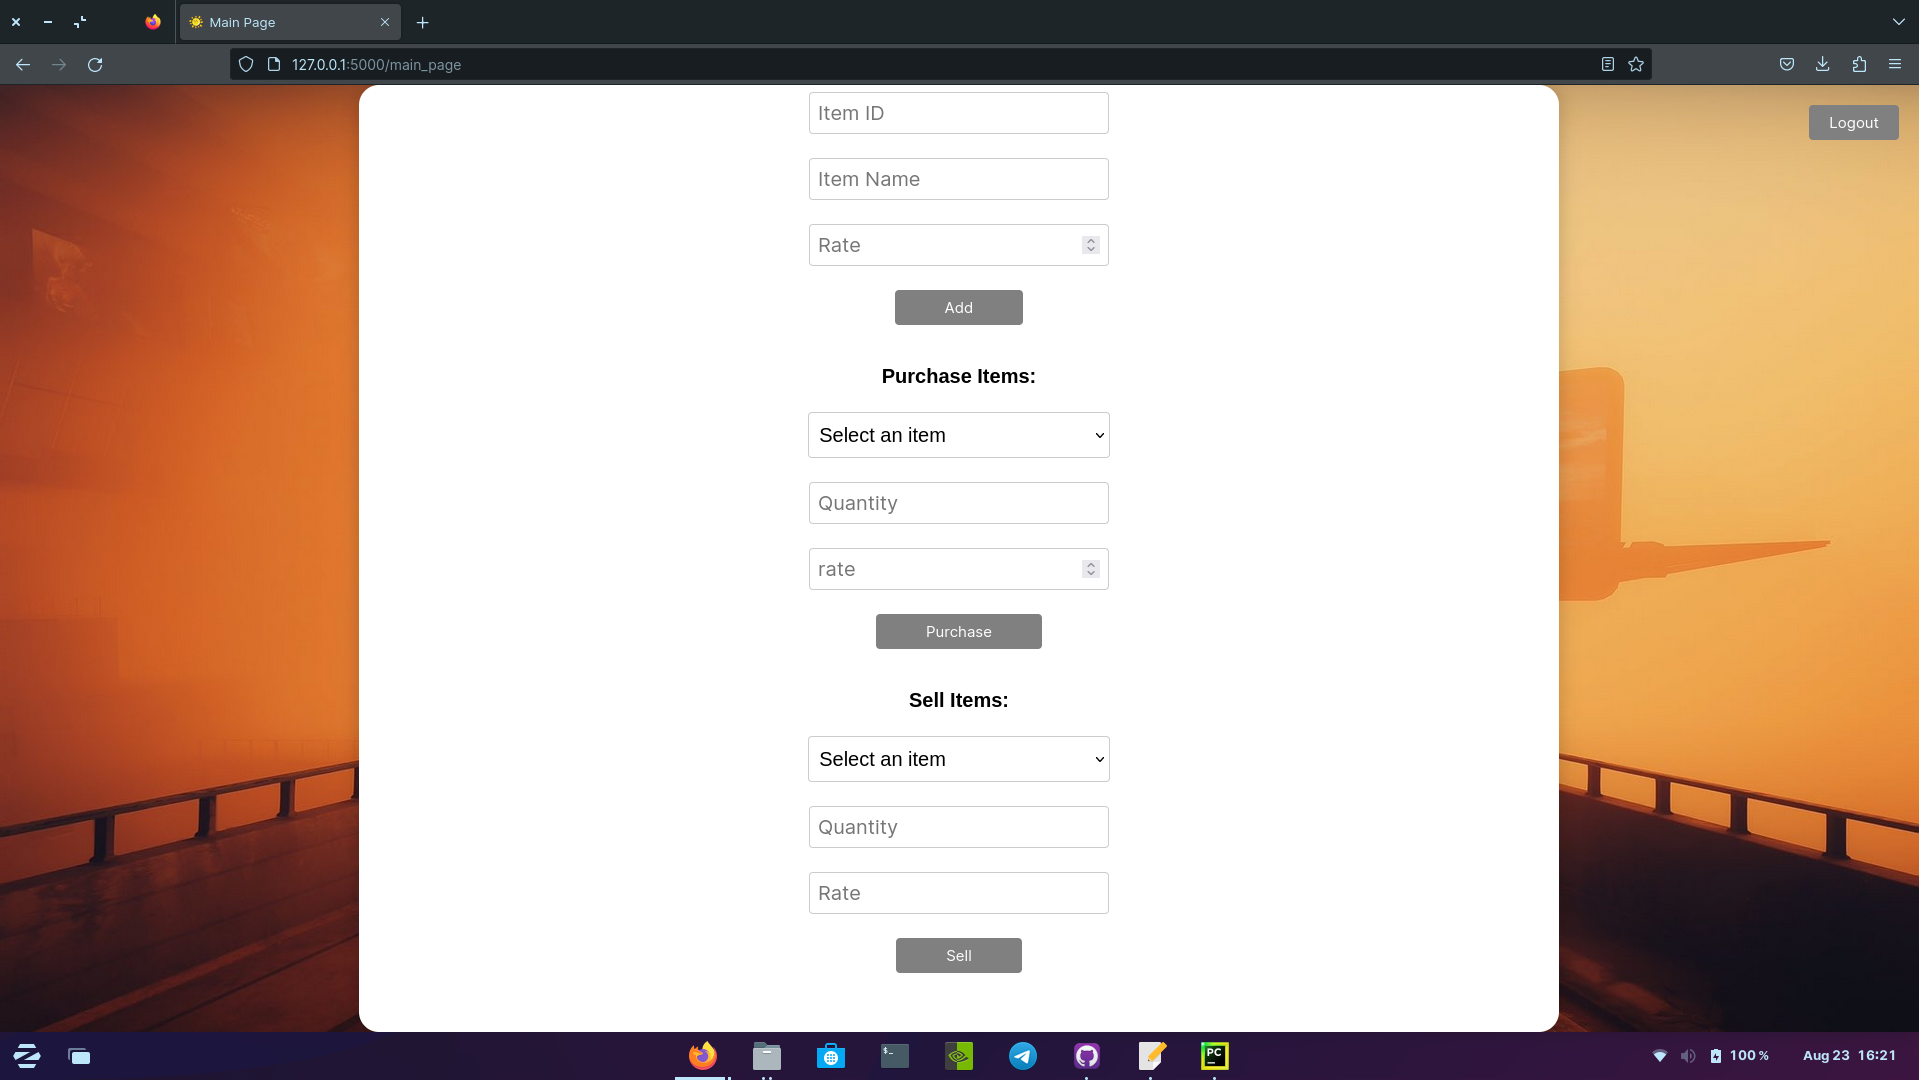 Main Page
127.0.0.1:5000/main_page
Logout
Item ID
Item Name
Rate
Add
Purchase Items:
Select an item
Quantity
rate
Purchase
Sell Items:
Select an item
Quantity
Rate
Sell
$_
PC
100 %
Aug 23 16:21